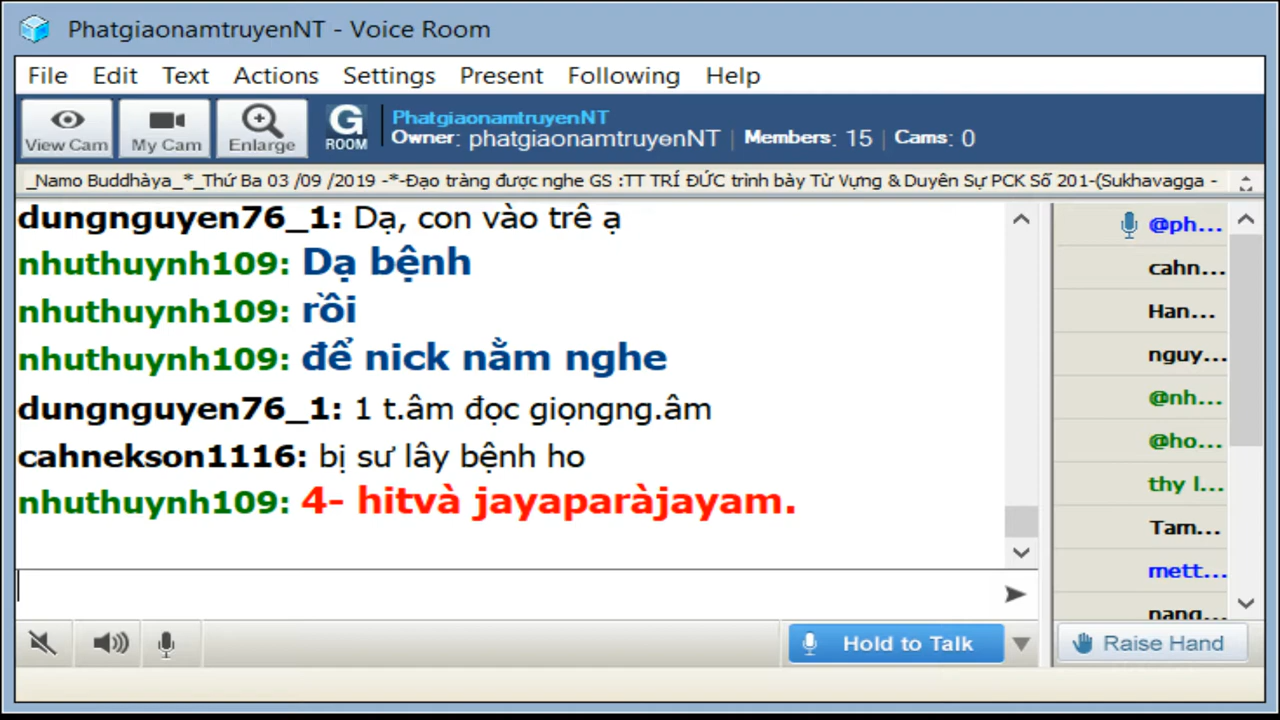 PhatgiaonamtruyenNT - Voice Room
File Edit Text Actions Settings Present Following Help
View Cam My Cam Enlarge G ROOM
PhatgiaonamtruyenNT
Owner: phatgiaonamtruyenNT | Members: 15 | Cams: 0
_Namo Buddhàya_*_Thứ Ba 03 /09 /2019 -*-Đạo tràng được nghe GS :TT TRÍ ĐỨC trình bày Từ Vựng & Duyên Sự PCK Số 201-(Sukhavagga -
dungnguyen76_1: Dạ, con vào trê ạ
nhuthuynh109: Dạ bệnh
nhuthuynh109: rồi
nhuthuynh109: để nick nằm nghe
dungnguyen76_1: 1 t.âm đọc giọngng.âm
cahnekson1116: bị sư lây bệnh ho
nhuthuynh109: 4- hitvà jayaparàjayam.
@ph...
cahn...
Han...
nguy...
@nh...
@ho...
thy l...
Tam...
mett...
nang...
Hold to Talk
Raise Hand